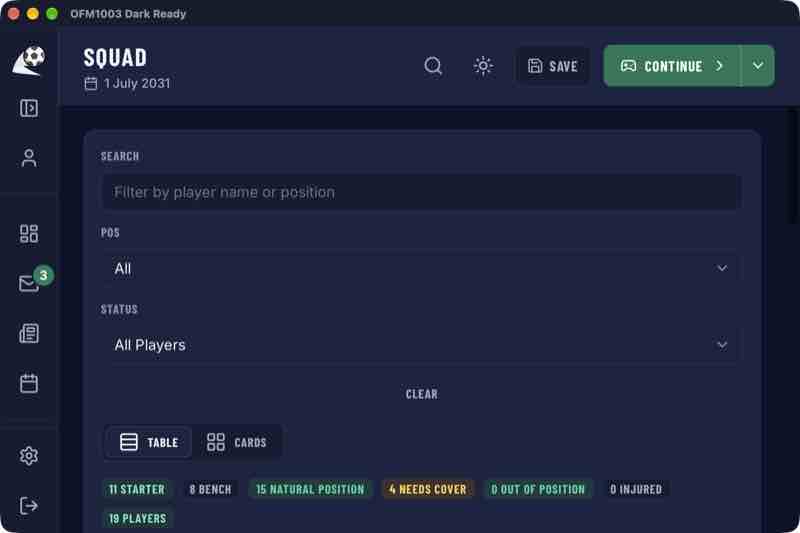 OFM1003 Dark Ready
SQUAD
1 July 2031
SAVE
CONTINUE
3
SEARCH
Filter by player name or position
POS
All
STATUS
All Players
CLEAR
TABLE CARDS
11 STARTER 8 BENCH 15 NATURAL POSITION 4 NEEDS COVER 0 OUT OF POSITION 0 INJURED
19 PLAYERS